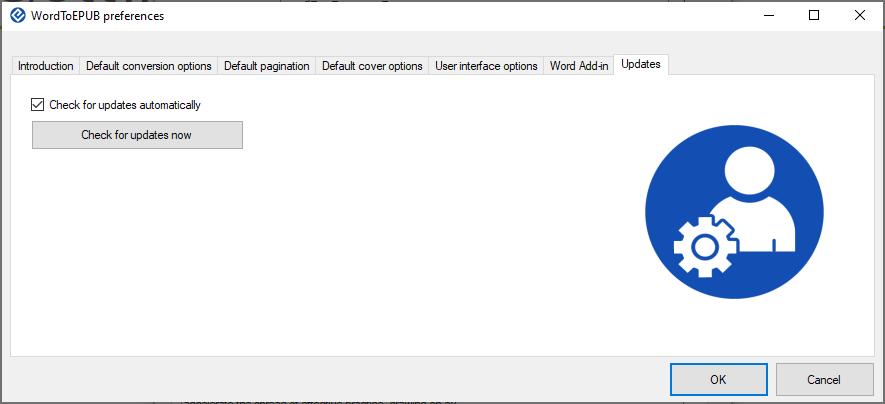 WordToEPUB preferences
Introduction Default conversion options Default pagination Default cover options User interface options Word Add-in Updates
Check for updates automatically
Check for updates now
OK Cancel